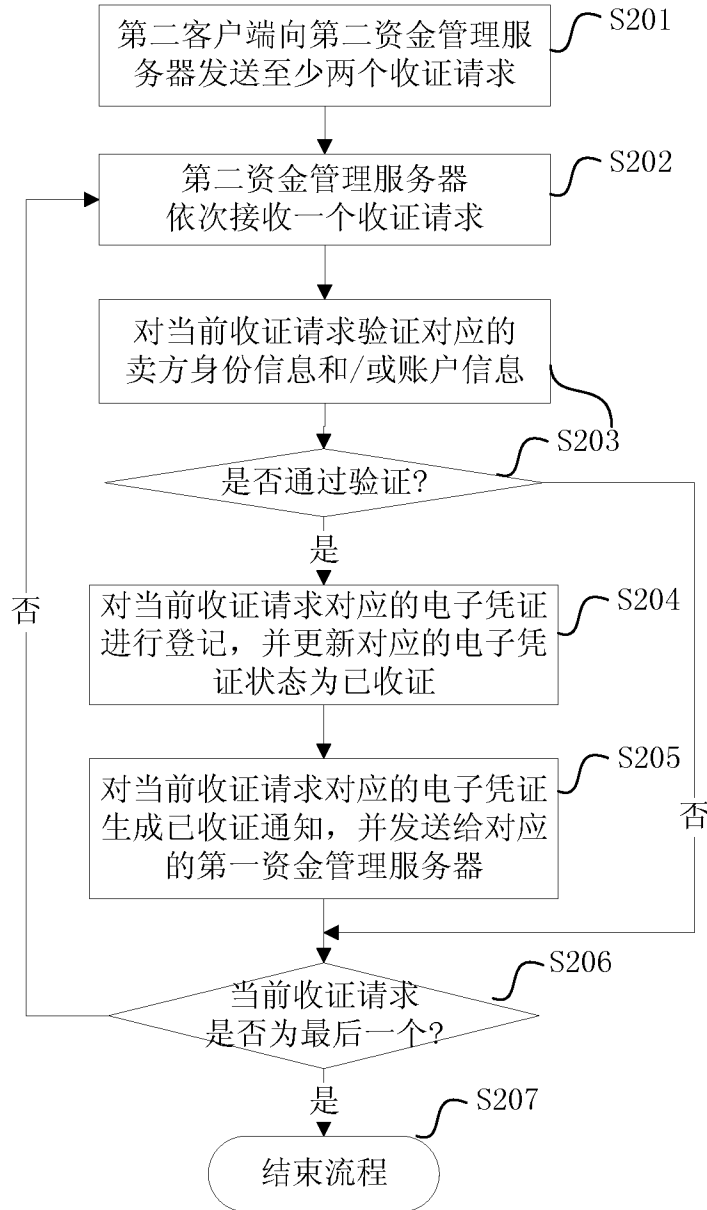 第二客户端向第二资金管理服
务器发送至少两个收证请求
S201
第二资金管理服务器
依次接收一个收证请求
S202
对当前收证请求验证对应的
卖方身份信息和/或账户信息
S203
是否通过验证?
是
否
对当前收证请求对应的电子凭证
进行登记，并更新对应的电子凭
证状态为已收证
S204
对当前收证请求对应的电子凭证
生成已收证通知，并发送给对应
的第一资金管理服务器
S205
否
当前收证请求
是否为最后一个?
S206
是
结束流程
S207